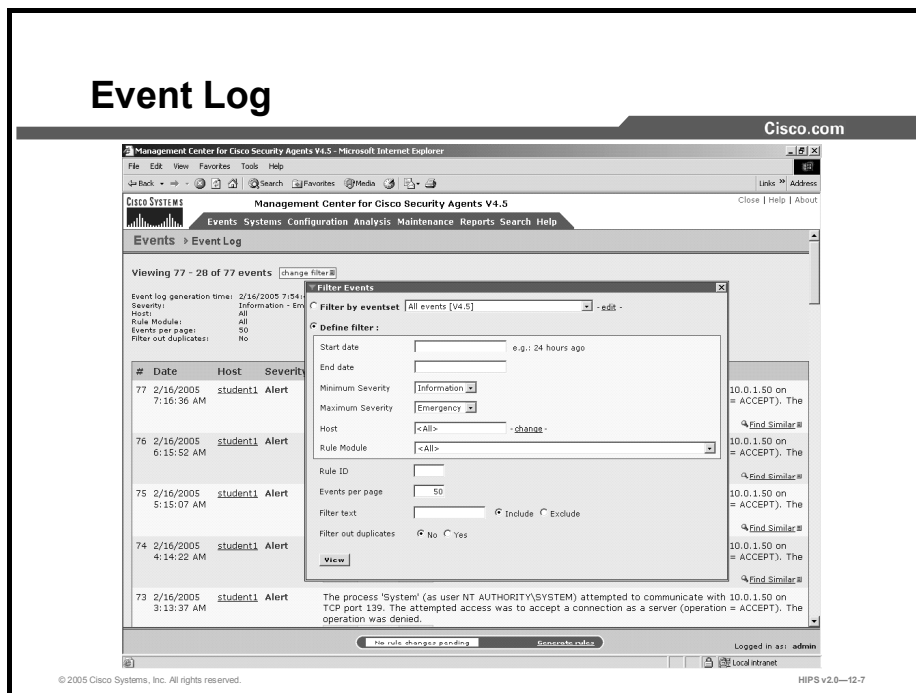 Event Log
Cisco.com
Management Center for Cisco Security Agents V4.5 - Microsoft Internet Explorer
File Edit View Favorites Tools Help
Back Search Favorites Media Links » Address
CISCO SYSTEMS
Management Center for Cisco Security Agents V4.5
Close | Help | About
Events Systems Configuration Analysis Maintenance Reports Search Help
Events > Event Log
Viewing 77 - 28 of 77 events change filter
Event log generation time: 2/16/2005 7:54:
Severity: Information - Em
Host: All
Rule Module: All
Events per page: 50
Filter out duplicates: No
Filter Events
Filter by eventset All events [V4.5] - edit -
Define filter :
Start date e.g.: 24 hours ago
End date
Minimum Severity Information
Maximum Severity Emergency
Host <All> - change -
Rule Module <All>
Rule ID
Events per page 50
Filter text Include Exclude
Filter out duplicates No Yes
View
# Date Host Severity
77 2/16/2005 student1 Alert 10.0.1.50 on
7:16:36 AM = ACCEPT). The
Find Similar
76 2/16/2005 student1 Alert 10.0.1.50 on
6:15:52 AM = ACCEPT). The
Find Similar
75 2/16/2005 student1 Alert 10.0.1.50 on
5:15:07 AM = ACCEPT). The
Find Similar
74 2/16/2005 student1 Alert 10.0.1.50 on
4:14:22 AM = ACCEPT). The
Find Similar
73 2/16/2005 student1 Alert The process 'System' (as user NT AUTHORITY\SYSTEM) attempted to communicate with 10.0.1.50 on
3:13:37 AM TCP port 139. The attempted access was to accept a connection as a server (operation = ACCEPT). The
operation was denied.
No rule changes pending Generate rules Logged in as: admin
Local intranet
© 2005 Cisco Systems, Inc. All rights reserved.
HIPS v2.0—12-7